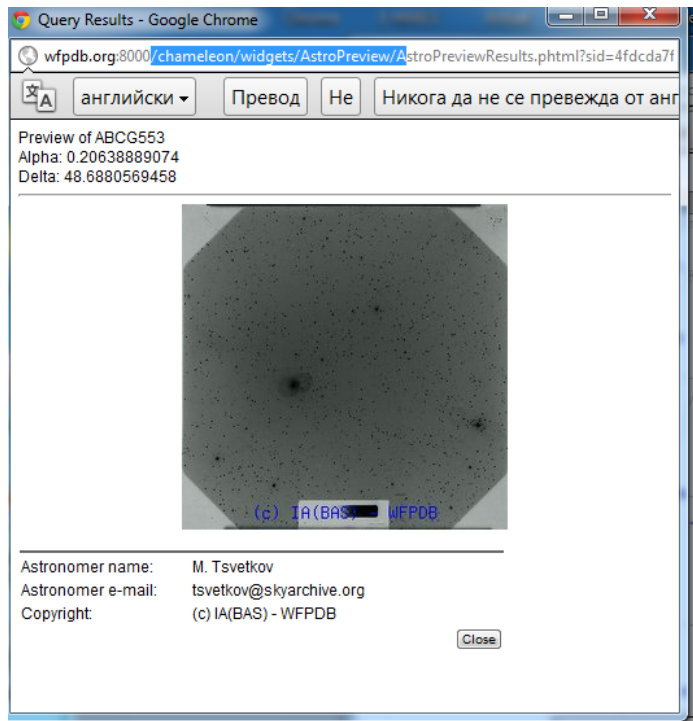 Query Results - Google Chrome
wfpdb.org:8000/chameleon/widgets/AstroPreview/AstroPreviewResults.phtml?sid=4fdcda7f
английски
Превод
Не
Никога да не се превежда от анг
Preview of ABCG553
Alpha: 0.20638889074
Delta: 48.6880569458
(c) IA(BAS) - WFPDB
Astronomer name: M. Tsvetkov
Astronomer e-mail: tsvetkov@skyarchive.org
Copyright: (c) IA(BAS) - WFPDB
Close